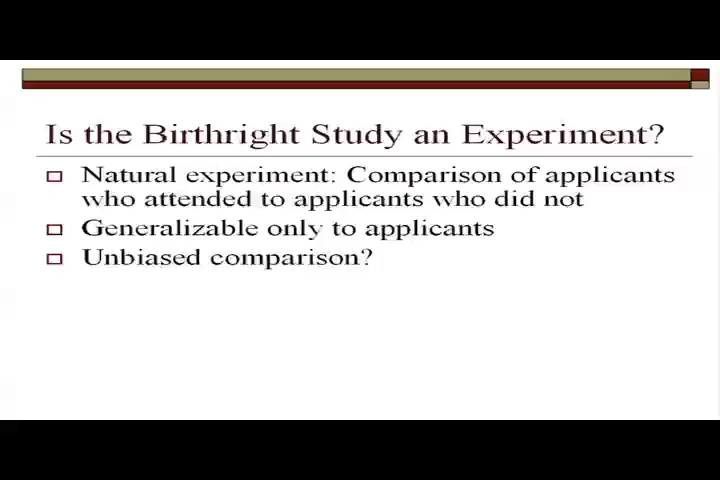 Is the Birthright Study an Experiment?
Natural experiment: Comparison of applicants
who attended to applicants who did not
Generalizable only to applicants
Unbiased comparison?